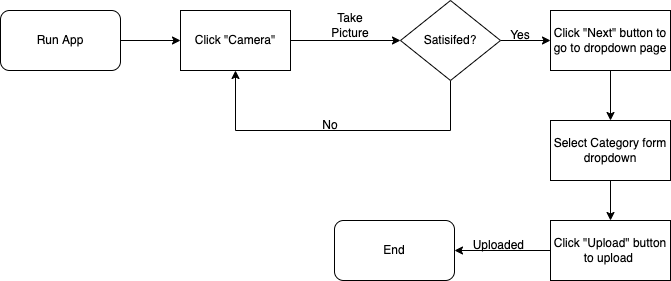 Run App
Click "Camera"
Take
Picture
Satisifed?
Yes
Click "Next" button to
go to dropdown page
No
Select Category form
dropdown
Click "Upload" button
to upload
Uploaded
End